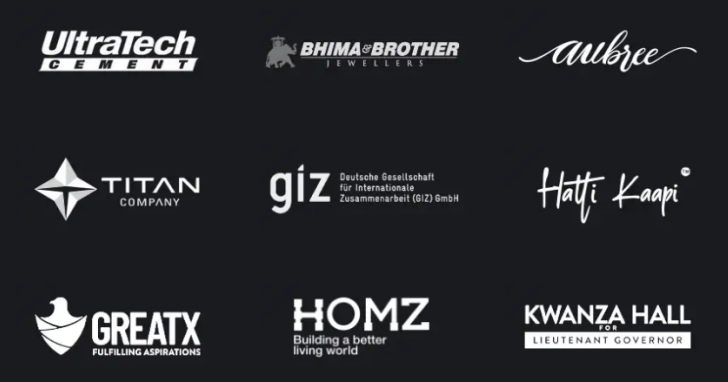 UltraTech
CEMENT
BHIMA & BROTHER
JEWELLERS
aubree
TITAN
COMPANY
giz
Deutsche Gesellschaft
für Internationale
Zusammenarbeit (GIZ) GmbH
Hatti Kaapi TM
GREATX
FULFILLING ASPIRATIONS
HOMZ
Building a better
living world
KWANZA HALL
FOR
LIEUTENANT GOVERNOR